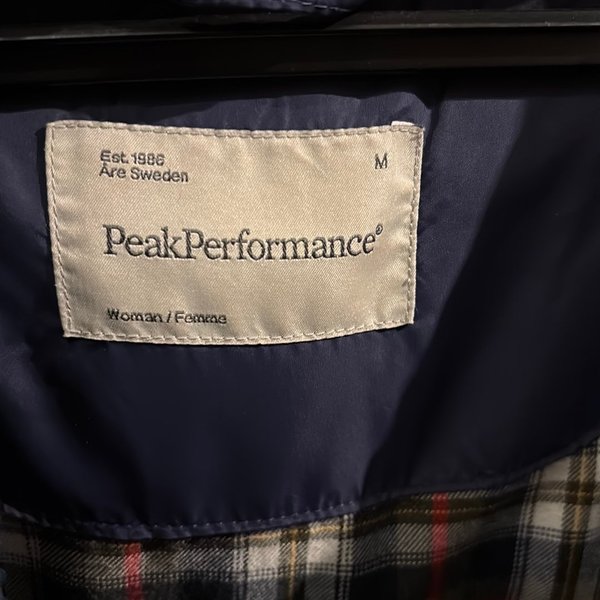 Est. 1986
Åre Sweden
M
PeakPerformance®
Woman / Femme